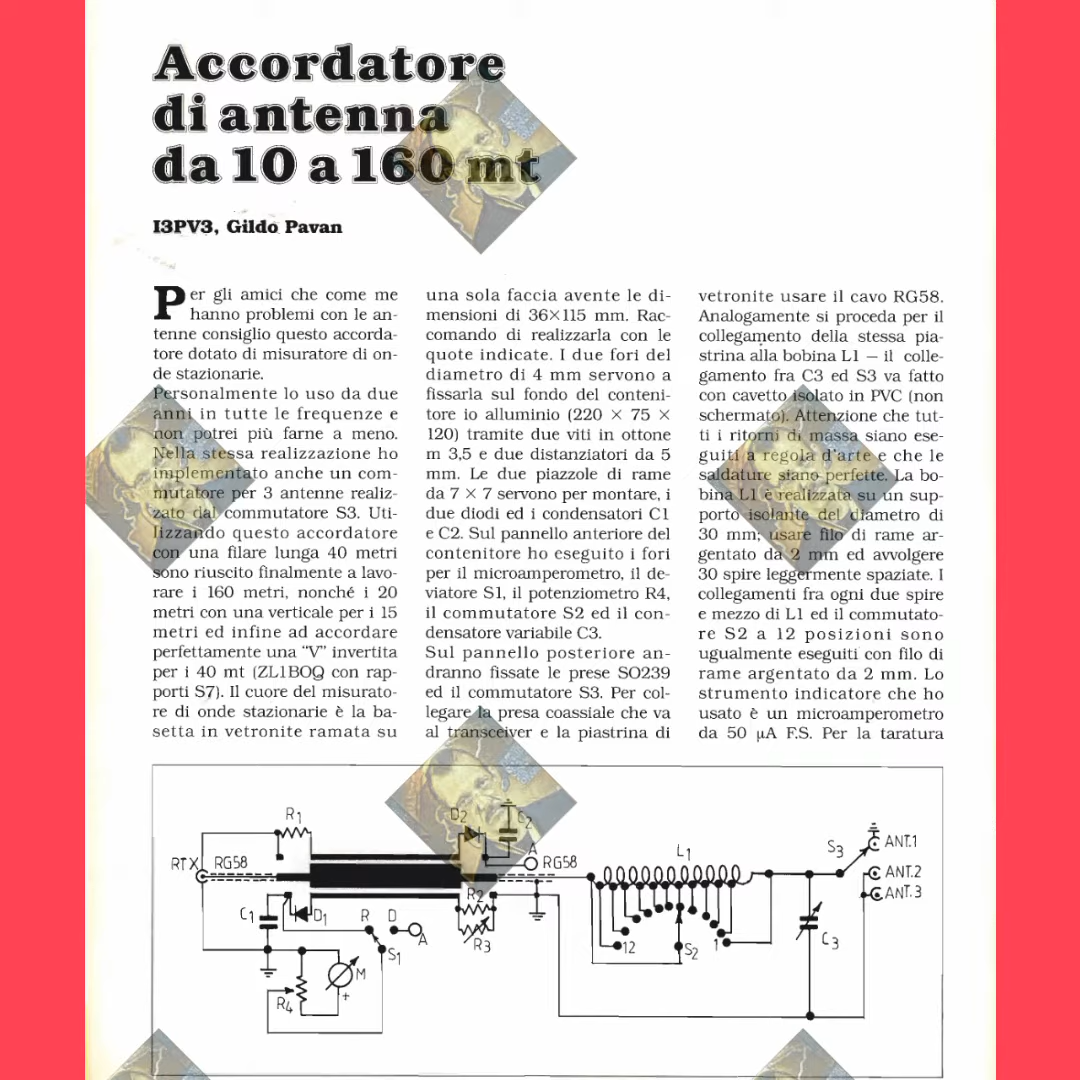 Accordatore
di antenna
da 10 a 160 mt
I3PV3, Gildo Pavan
Per gli amici che come me
hanno problemi con le an-
tenne consiglio questo accorda-
tore dotato di misuratore di on-
de stazionarie.
Personalmente lo uso da due
anni in tutte le frequenze e
non potrei più farne a meno.
Nella stessa realizzazione ho
implementato anche un com-
mutatore per 3 antenne realiz-
zato dal commutatore S3. Uti-
lizzando questo accordatore
con una filare lunga 40 metri
sono riuscito finalmente a lavo-
rare i 160 metri, nonché i 20
metri con una verticale per i 15
metri ed infine ad accordare
perfettamente una "V" invertita
per i 40 mt (ZL1BOQ con rap-
porti S7). Il cuore del misurato-
re di onde stazionarie è la ba-
setta in vetronite ramata su
una sola faccia avente le di-
mensioni di 36×115 mm. Rac-
comando di realizzarla con le
quote indicate. I due fori del
diametro di 4 mm servono a
fissarla sul fondo del conteni-
tore io alluminio (220 × 75 ×
120) tramite due viti in ottone
m 3,5 e due distanziatori da 5
mm. Le due piazzole di rame
da 7 × 7 servono per montare, i
due diodi ed i condensatori C1
e C2. Sul pannello anteriore del
contenitore ho eseguito i fori
per il microamperometro, il de-
viatore S1, il potenziometro R4,
il commutatore S2 ed il con-
densatore variabile C3.
Sul pannello posteriore an-
dranno fissate le prese SO239
ed il commutatore S3. Per col-
legare la presa coassiale che va
al transceiver e la piastrina di
vetronite usare il cavo RG58.
Analogamente si proceda per il
collegamento della stessa pia-
strina alla bobina L1 – il colle-
gamento fra C3 ed S3 va fatto
con cavetto isolato in PVC (non
schermato). Attenzione che tut-
ti i ritorni di massa siano ese-
guiti a regola d'arte e che le
saldature siano perfette. La bo-
bina L1 è realizzata su un sup-
porto isolante del diametro di
30 mm; usare filo di rame ar-
gentato da 2 mm ed avvolgere
30 spire leggermente spaziate. I
collegamenti fra ogni due spire
e mezzo di L1 ed il commutato-
re S2 a 12 posizioni sono
ugualmente eseguiti con filo di
rame argentato da 2 mm. Lo
strumento indicatore che ho
usato è un microamperometro
da 50 µA F.S. Per la taratura
R1 D2 C2
A
RTX RG58 RG58 L1 S3 ANT.1
ANT.2
ANT.3
C1 D1 R D A R2
R3
S1
12 S2 1 C3
R4 M
+